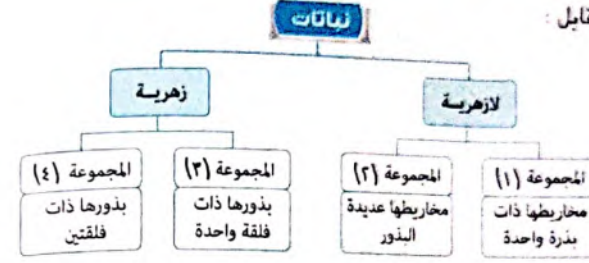 قابل :
نباتات
لازهرية
زهرية
المجموعة (١)
مخاريطها ذات
بذرة واحدة
المجموعة (٢)
مخاريطها عديدة
البذور
المجموعة (٣)
بذورها ذات
فلقة واحدة
المجموعة (٤)
بذورها ذات
فلقتين